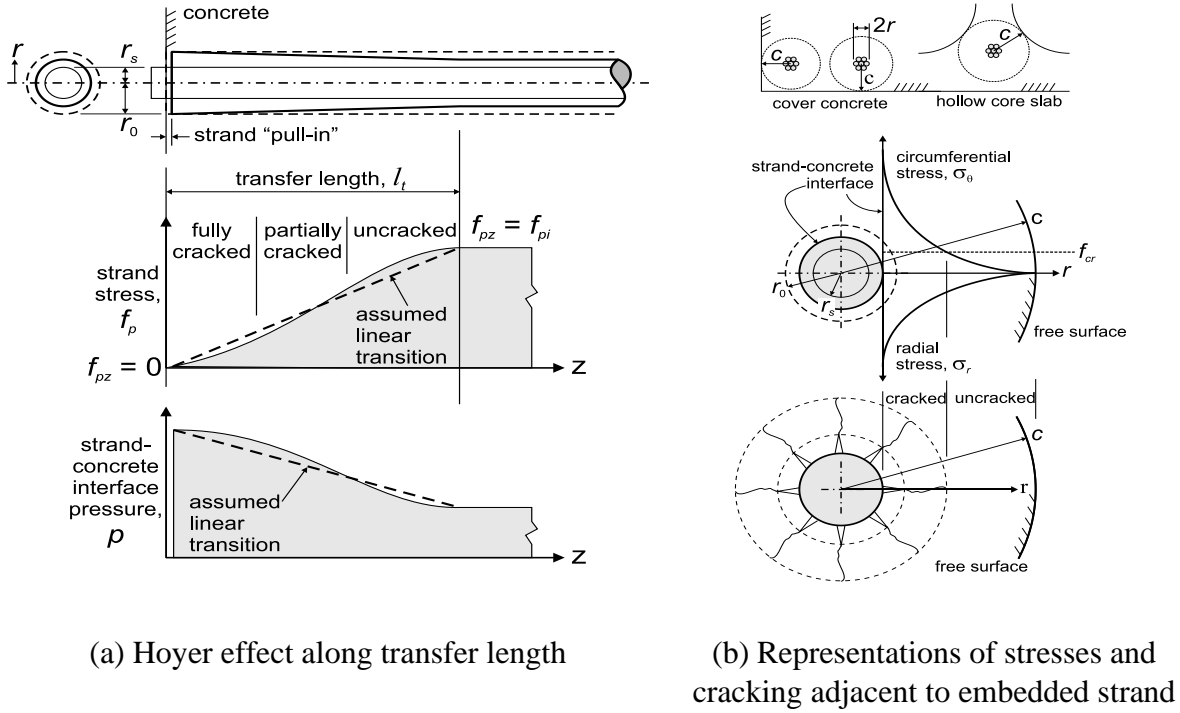 concrete
r
r_s
r_0
strand "pull-in"
transfer length, l_t
fully
cracked
partially
cracked
uncracked
f_pz = f_pi
strand
stress,
f_p
assumed
linear
transition
f_pz = 0
z
strand-
concrete
interface
pressure,
p
assumed
linear
transition
z
(a) Hoyer effect along transfer length
2r
c
c
c
cover concrete
hollow core slab
circumferential
stress, σ_θ
strand-concrete
interface
c
f_cr
r
r_0
r_s
free surface
radial
stress, σ_r
cracked
uncracked
c
r
free surface
(b) Representations of stresses and
cracking adjacent to embedded strand